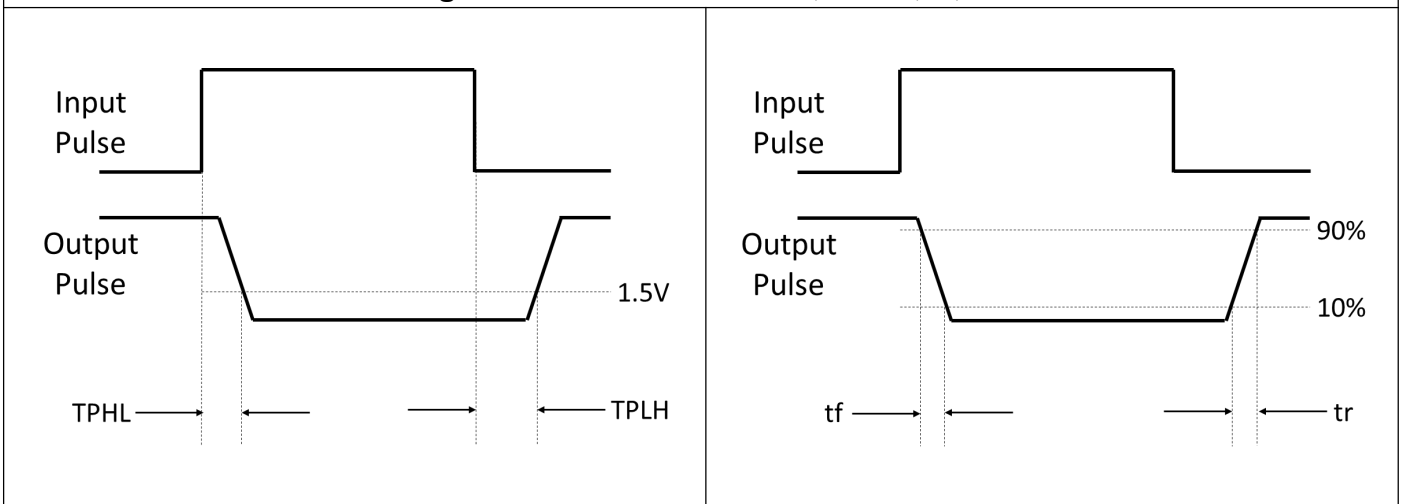 Input
Pulse
Output
Pulse
1.5V
TPHL
TPLH
Input
Pulse
Output
Pulse
90%
10%
tf
tr